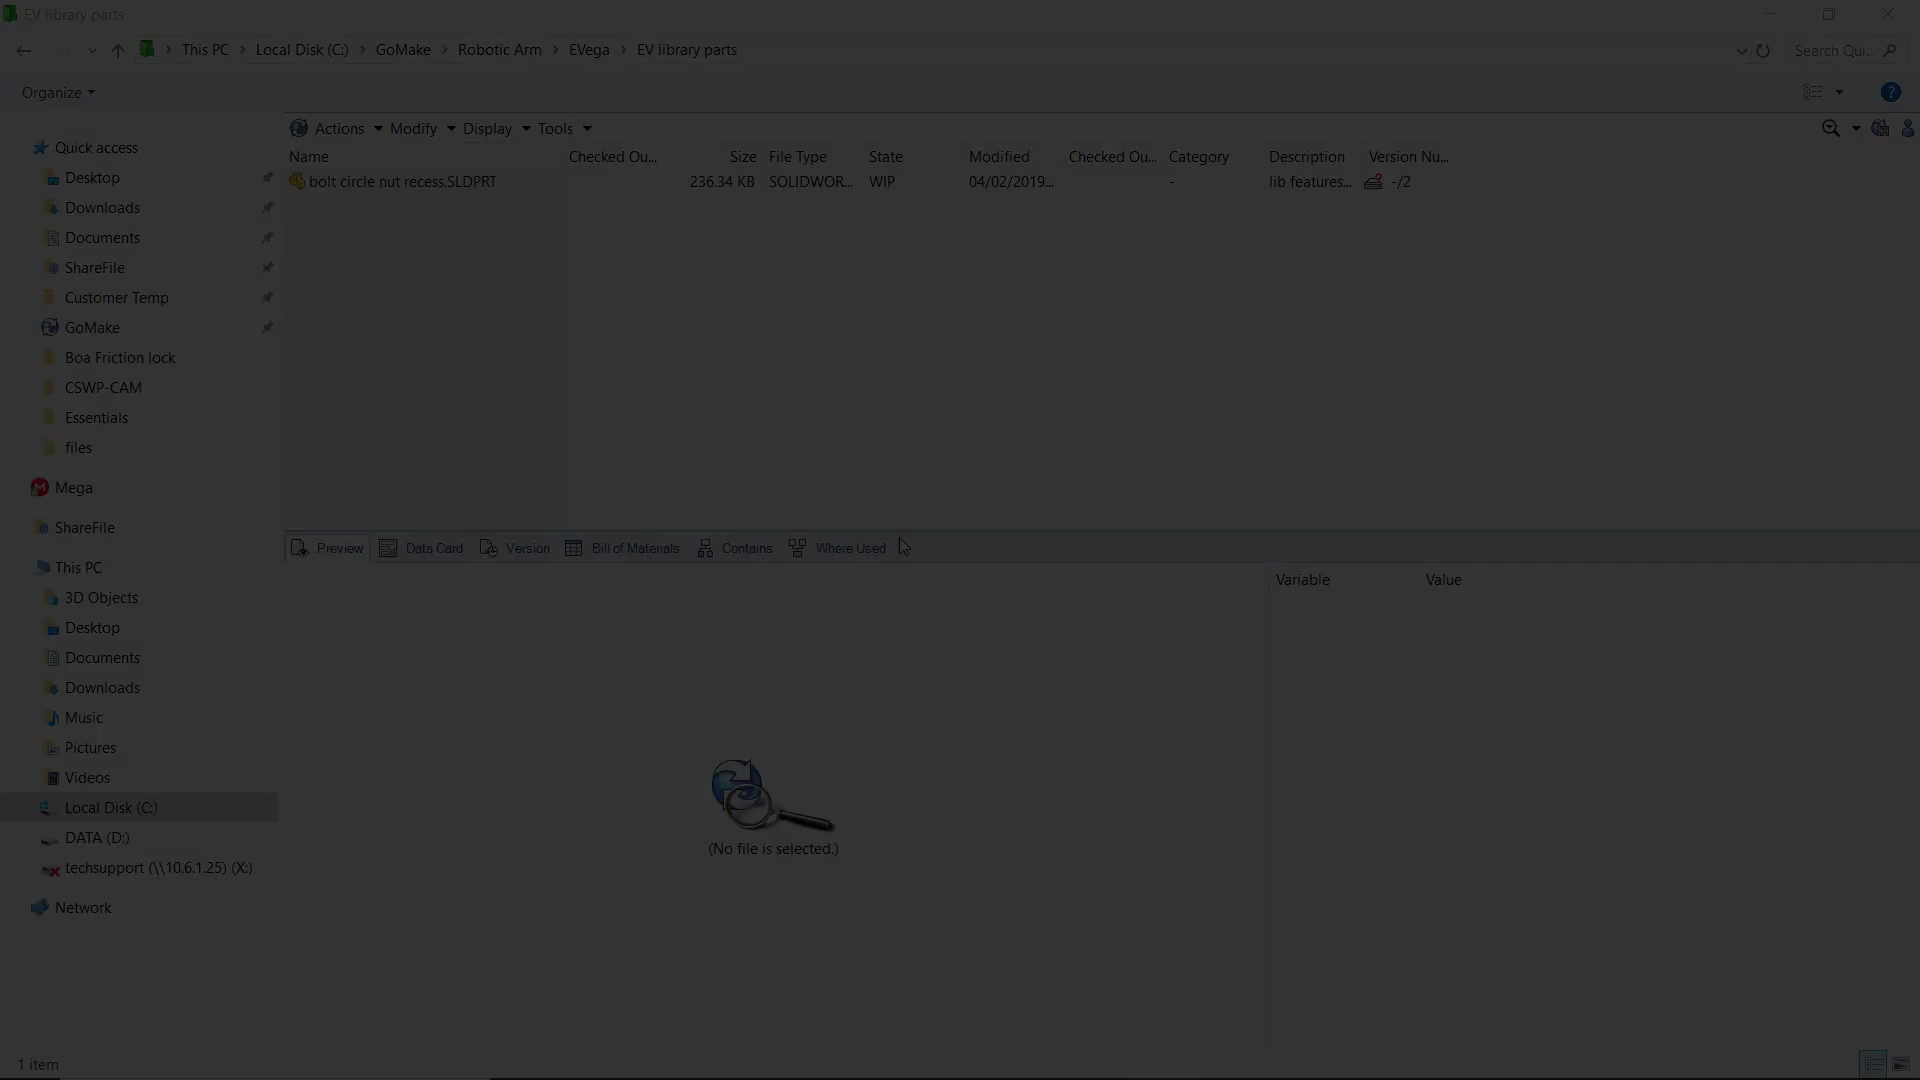 EV library parts
This PC > Local Disk (C:) > GoMake > Robotic Arm > EVega > EV library parts
Search Qui...
Organize
Actions Modify Display Tools
Name Checked Ou... Size File Type State Modified Checked Ou... Category Description Version Nu...
bolt circle nut recess.SLDPRT 236.34 KB SOLIDWOR... WIP 04/02/2019... - lib features... -/2
Quick access
Desktop
Downloads
Documents
ShareFile
Customer Temp
GoMake
Boa Friction lock
CSWP-CAM
Essentials
files
Mega
ShareFile
This PC
3D Objects
Desktop
Documents
Downloads
Music
Pictures
Videos
Local Disk (C:)
DATA (D:)
techsupport (\\10.6.1.25) (X:)
Network
Preview Data Card Version Bill of Materials Contains Where Used
Variable Value
(No file is selected.)
1 item